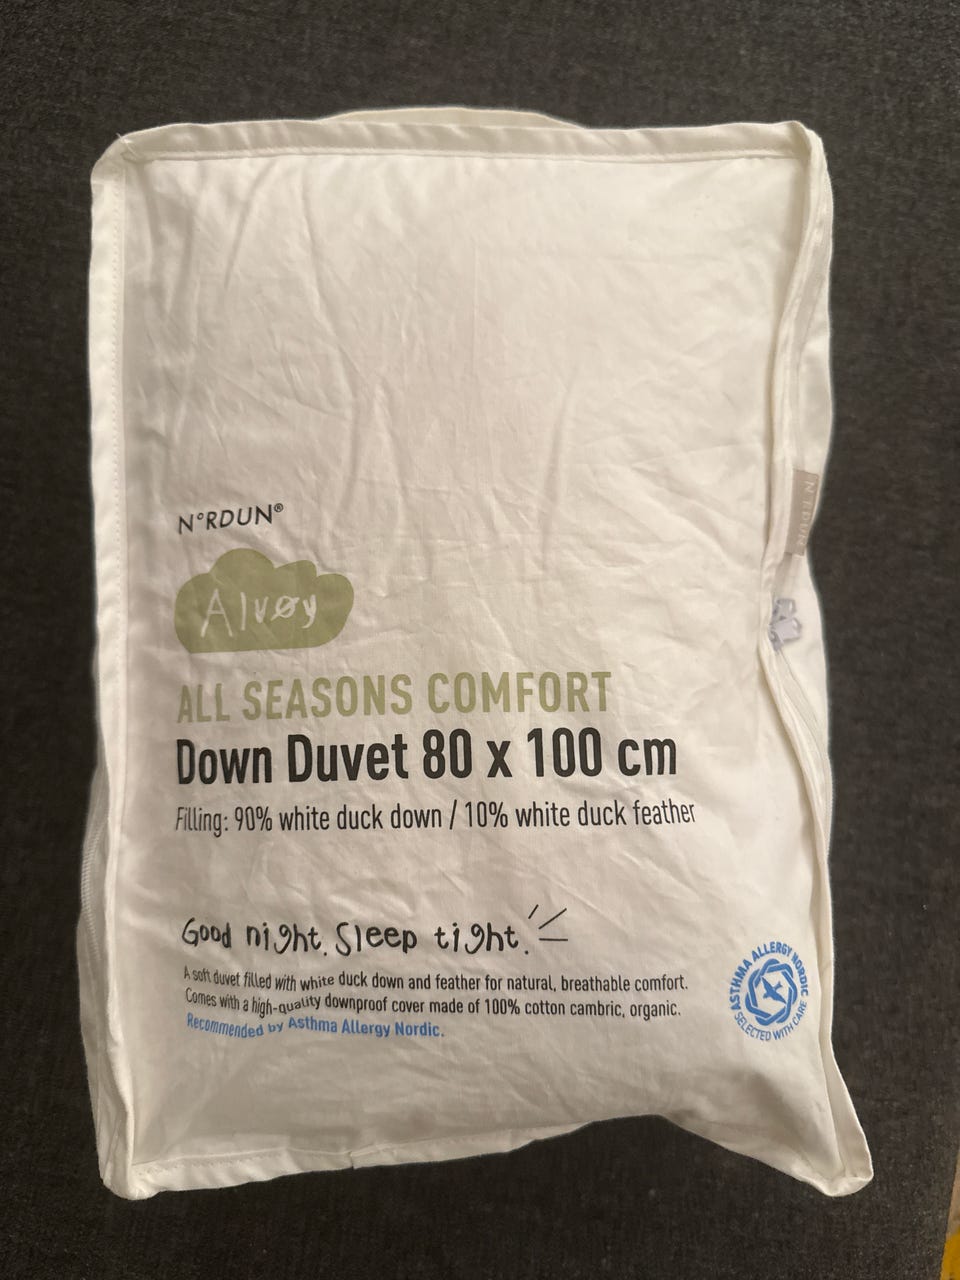 N°RDUN®
Alvøy
ALL SEASONS COMFORT
Down Duvet 80 x 100 cm
Filling: 90% white duck down / 10% white duck feather
Good night. Sleep tight.
A soft duvet filled with white duck down and feather for natural, breathable comfort.
Comes with a high-quality downproof cover made of 100% cotton cambric, organic.
Recommended by Asthma Allergy Nordic.
ASTHMA ALLERGY NORDIC
SELECTED WITH CARE
N°RDUN